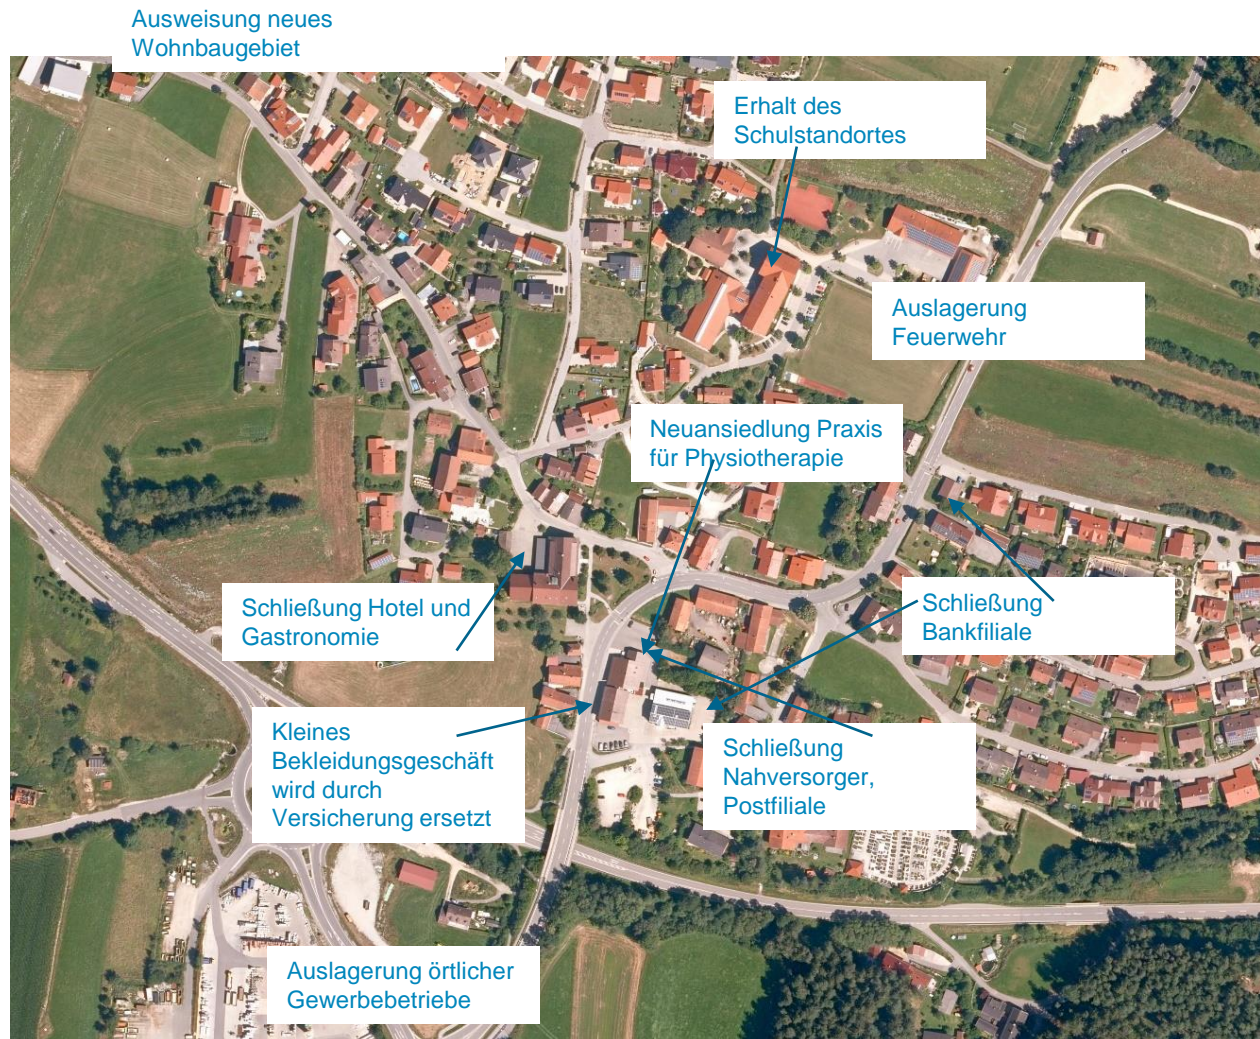 Ausweisung neues
Wohnbaugebiet
Erhalt des
Schulstandortes
Auslagerung
Feuerwehr
Neuansiedlung Praxis
für Physiotherapie
Schließung Hotel und
Gastronomie
Schließung
Bankfiliale
Kleines
Bekleidungsgeschäft
wird durch
Versicherung ersetzt
Schließung
Nahversorger,
Postfiliale
Auslagerung örtlicher
Gewerbebetriebe